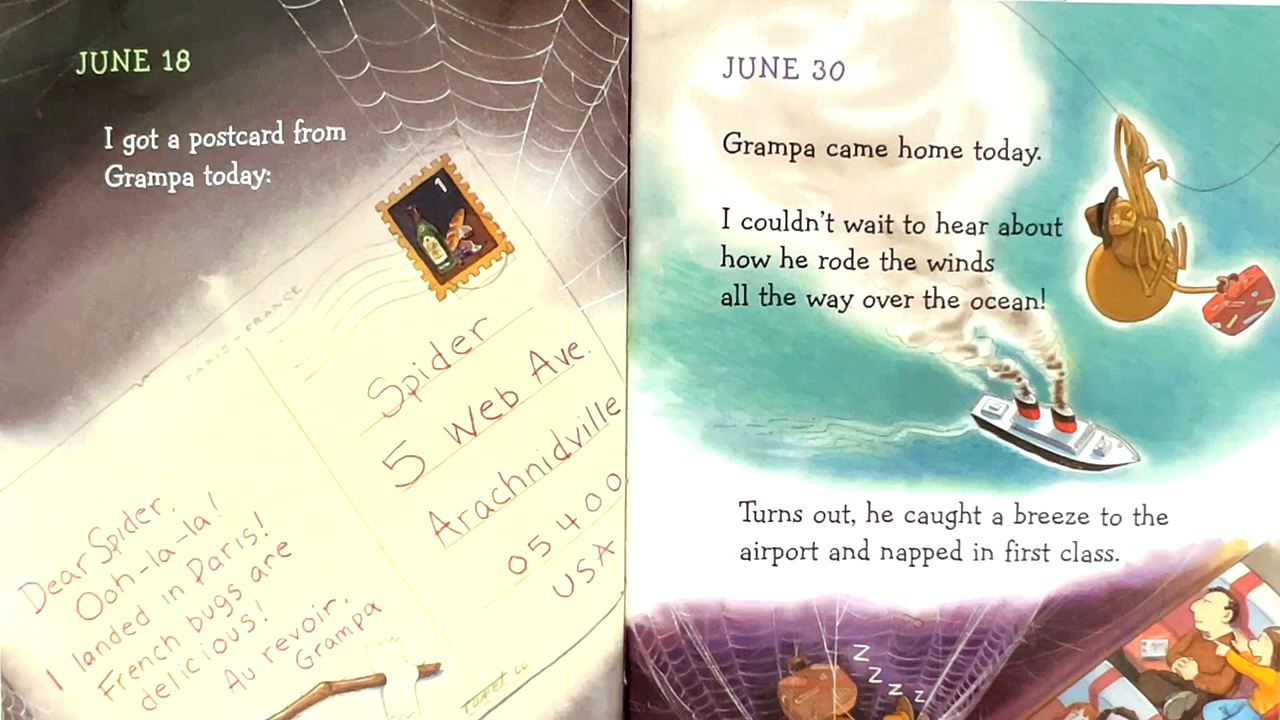 JUNE 18
I got a postcard from
Grampa today:
1
PARIS - FRANCE
Spider
5 Web Ave.
Arachnidville
05400
USA
Dear Spider,
Ooh-la-la!
I landed in Paris!
French bugs are
delicious!
Au revoir,
Grampa
JUNE 30
Grampa came home today.
I couldn't wait to hear about
how he rode the winds
all the way over the ocean!
Turns out, he caught a breeze to the
airport and napped in first class.
Z
Z
Z
Z